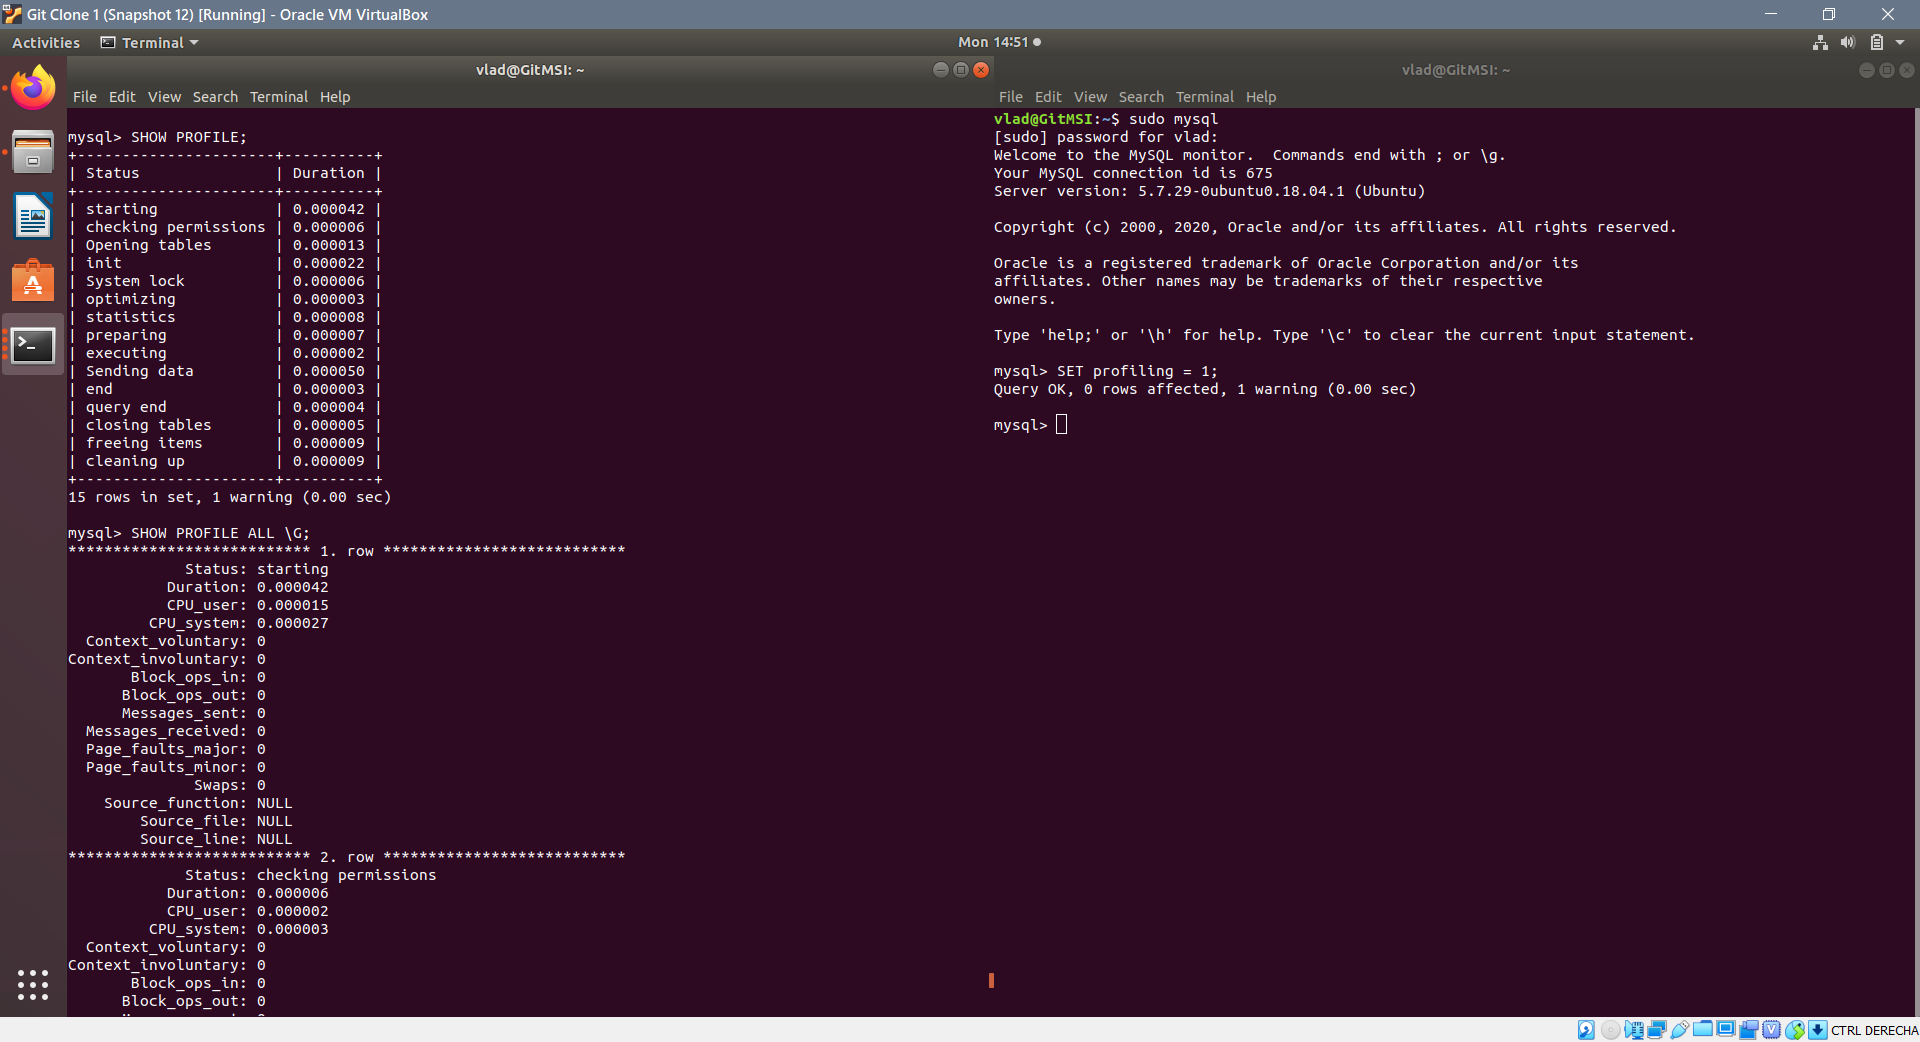 Git Clone 1 (Snapshot 12) [Running] - Oracle VM VirtualBox
Activities Terminal Mon 14:51
vlad@GitMSI: ~
File Edit View Search Terminal Help
mysql> SHOW PROFILE;
+----------------------+----------+
| Status               | Duration |
+----------------------+----------+
| starting             | 0.000042 |
| checking permissions | 0.000006 |
| Opening tables       | 0.000013 |
| init                 | 0.000022 |
| System lock          | 0.000006 |
| optimizing           | 0.000003 |
| statistics           | 0.000008 |
| preparing            | 0.000007 |
| executing            | 0.000002 |
| Sending data         | 0.000050 |
| end                  | 0.000003 |
| query end            | 0.000004 |
| closing tables       | 0.000005 |
| freeing items        | 0.000009 |
| cleaning up          | 0.000009 |
+----------------------+----------+
15 rows in set, 1 warning (0.00 sec)
mysql> SHOW PROFILE ALL \G;
*************************** 1. row ***************************
Status: starting
Duration: 0.000042
CPU_user: 0.000015
CPU_system: 0.000027
Context_voluntary: 0
Context_involuntary: 0
Block_ops_in: 0
Block_ops_out: 0
Messages_sent: 0
Messages_received: 0
Page_faults_major: 0
Page_faults_minor: 0
Swaps: 0
Source_function: NULL
Source_file: NULL
Source_line: NULL
*************************** 2. row ***************************
Status: checking permissions
Duration: 0.000006
CPU_user: 0.000002
CPU_system: 0.000003
Context_voluntary: 0
Context_involuntary: 0
Block_ops_in: 0
Block_ops_out: 0
vlad@GitMSI: ~
File Edit View Search Terminal Help
vlad@GitMSI:~$ sudo mysql
[sudo] password for vlad:
Welcome to the MySQL monitor.  Commands end with ; or \g.
Your MySQL connection id is 675
Server version: 5.7.29-0ubuntu0.18.04.1 (Ubuntu)
Copyright (c) 2000, 2020, Oracle and/or its affiliates. All rights reserved.
Oracle is a registered trademark of Oracle Corporation and/or its
affiliates. Other names may be trademarks of their respective
owners.
Type 'help;' or '\h' for help. Type '\c' to clear the current input statement.
mysql> SET profiling = 1;
Query OK, 0 rows affected, 1 warning (0.00 sec)
mysql>
CTRL DERECHA